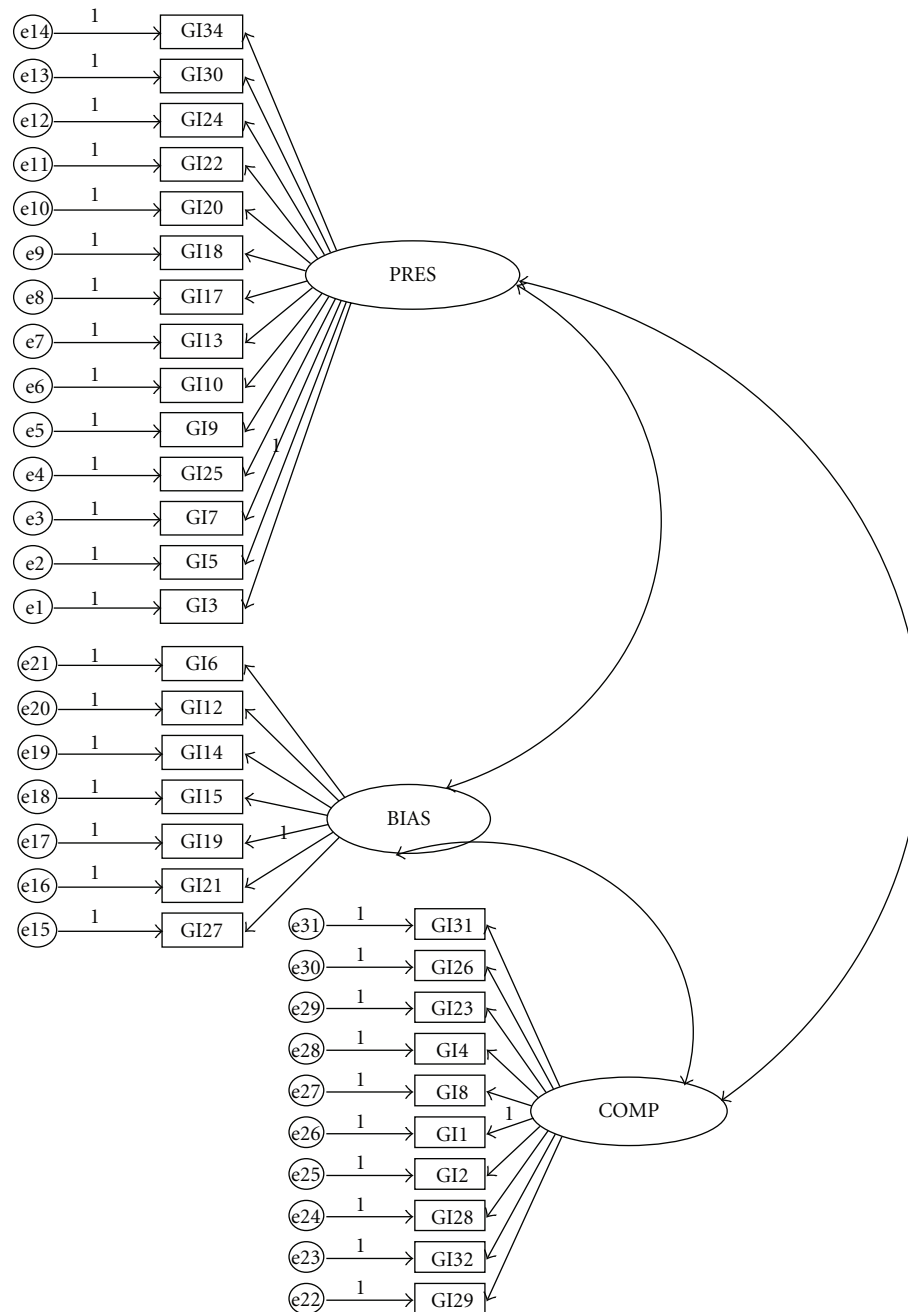 e14 1 GI34
e13 1 GI30
e12 1 GI24
e11 1 GI22
e10 1 GI20
e9 1 GI18
PRES
e8 1 GI17
e7 1 GI13
e6 1 GI10
e5 1 GI9
1
e4 1 GI25
e3 1 GI7
e2 1 GI5
e1 1 GI3
e21 1 GI6
e20 1 GI12
e19 1 GI14
e18 1 GI15
BIAS
e17 1 GI19 1
e16 1 GI21
e15 1 GI27
e31 1 GI31
e30 1 GI26
e29 1 GI23
e28 1 GI4
e27 1 GI8
COMP
e26 1 GI1 1
e25 1 GI2
e24 1 GI28
e23 1 GI32
e22 1 GI29